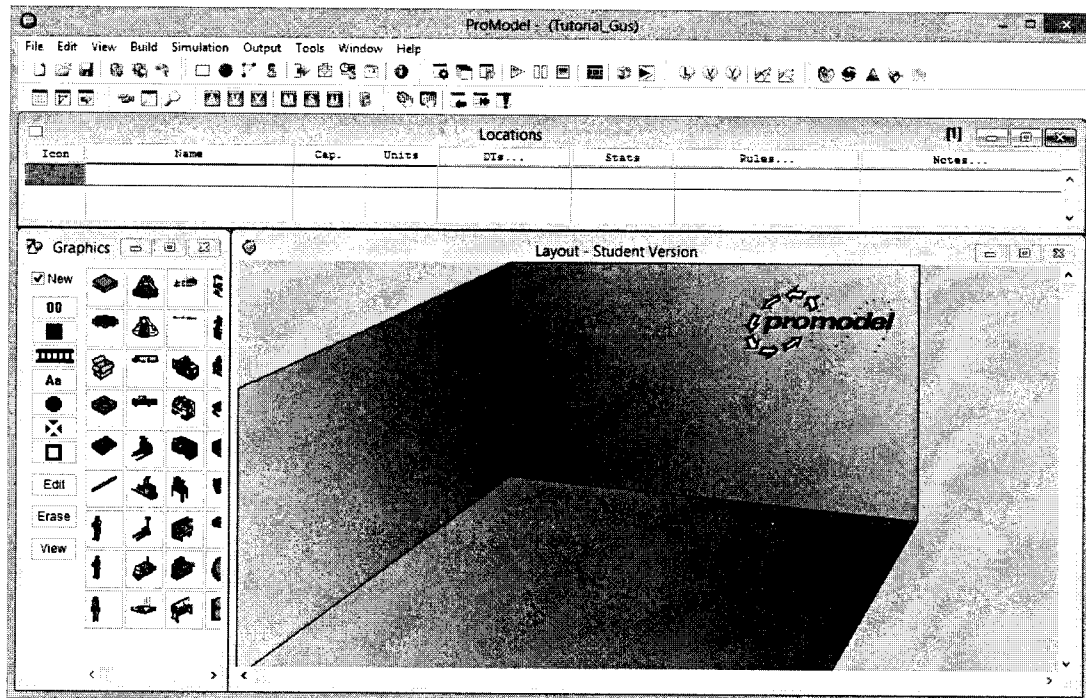 ProModel - (Tutorial_Gus)
File Edit View Build Simulation Output Tools Window Help
Locations
[1]
Icon Name Cap. Units DTs... Stats Rules... Notes...
Graphics
Layout - Student Version
New
00
Aa
Edit
Erase
View
promodel